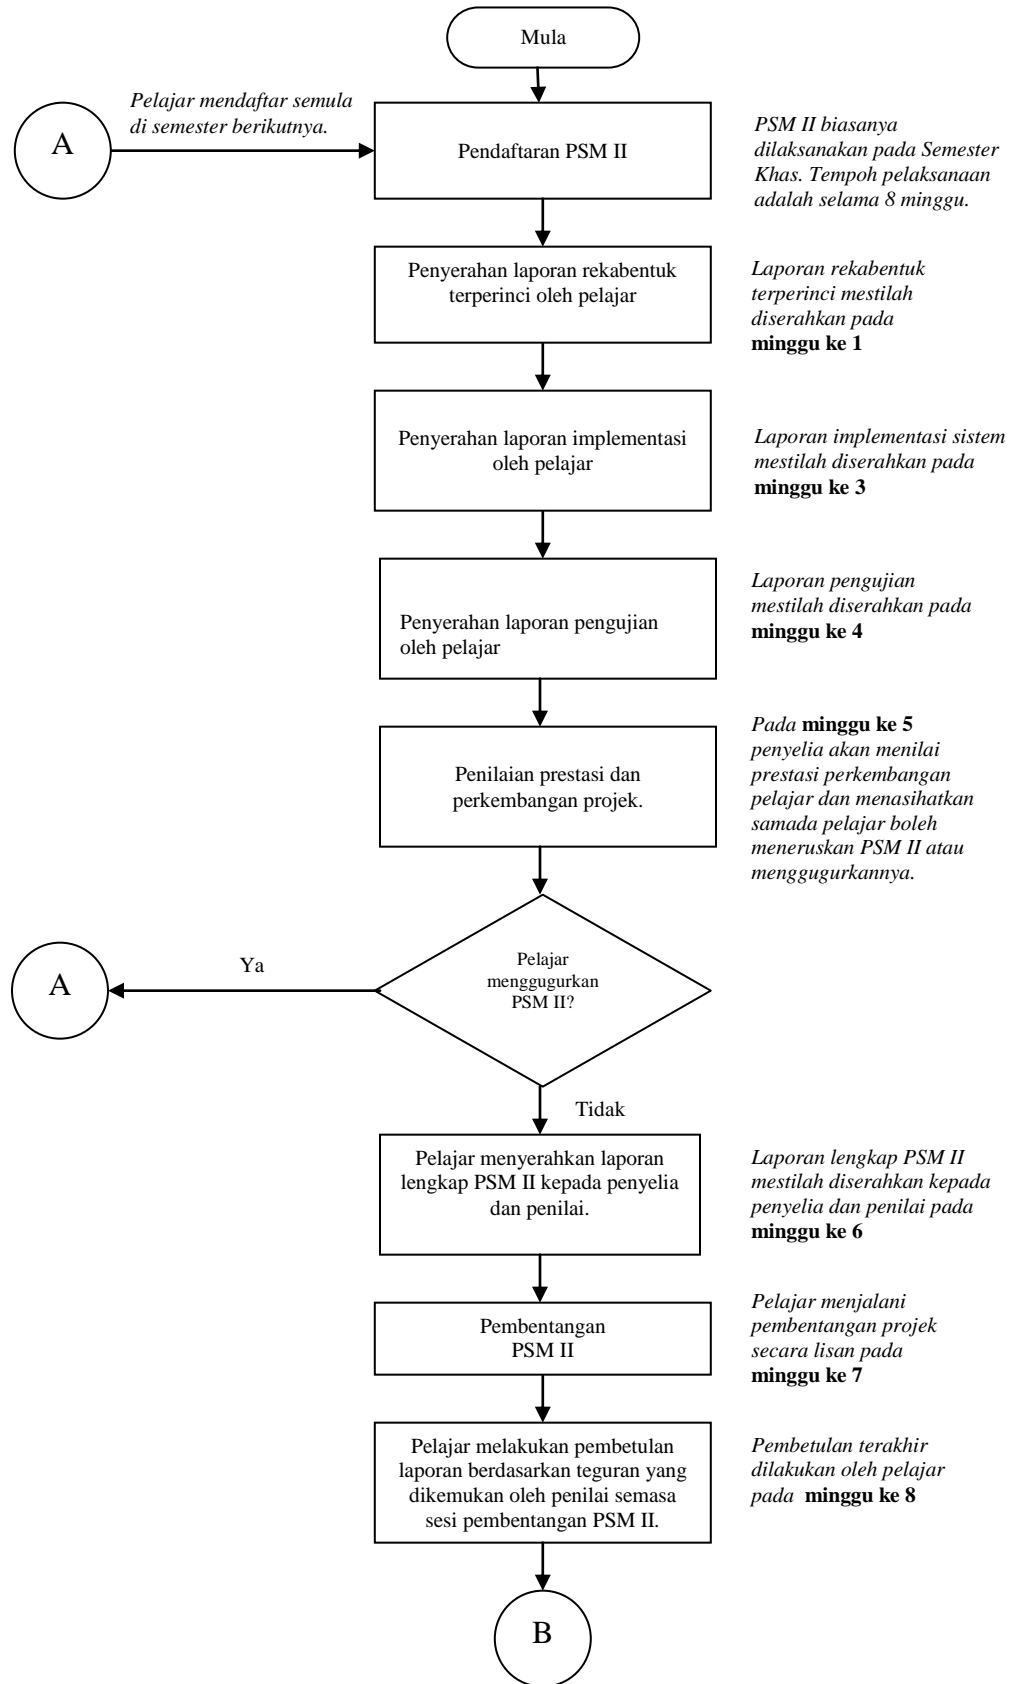 Mula
Pelajar mendaftar semula
di semester berikutnya.
A
Pendaftaran PSM II
PSM II biasanya
dilaksanakan pada Semester
Khas. Tempoh pelaksanaan
adalah selama 8 minggu.
Penyerahan laporan rekabentuk
terperinci oleh pelajar
Laporan rekabentuk
terperinci mestilah
diserahkan pada
minggu ke 1
Penyerahan laporan implementasi
oleh pelajar
Laporan implementasi sistem
mestilah diserahkan pada
minggu ke 3
Penyerahan laporan pengujian
oleh pelajar
Laporan pengujian
mestilah diserahkan pada
minggu ke 4
Penilaian prestasi dan
perkembangan projek.
Pada minggu ke 5
penyelia akan menilai
prestasi perkembangan
pelajar dan menasihatkan
samada pelajar boleh
meneruskan PSM II atau
menggugurkannya.
Pelajar
menggugurkan
PSM II?
Ya
A
Tidak
Pelajar menyerahkan laporan
lengkap PSM II kepada penyelia
dan penilai.
Laporan lengkap PSM II
mestilah diserahkan kepada
penyelia dan penilai pada
minggu ke 6
Pembentangan
PSM II
Pelajar menjalani
pembentangan projek
secara lisan pada
minggu ke 7
Pelajar melakukan pembetulan
laporan berdasarkan teguran yang
dikemukan oleh penilai semasa
sesi pembentangan PSM II.
Pembetulan terakhir
dilakukan oleh pelajar
pada minggu ke 8
B